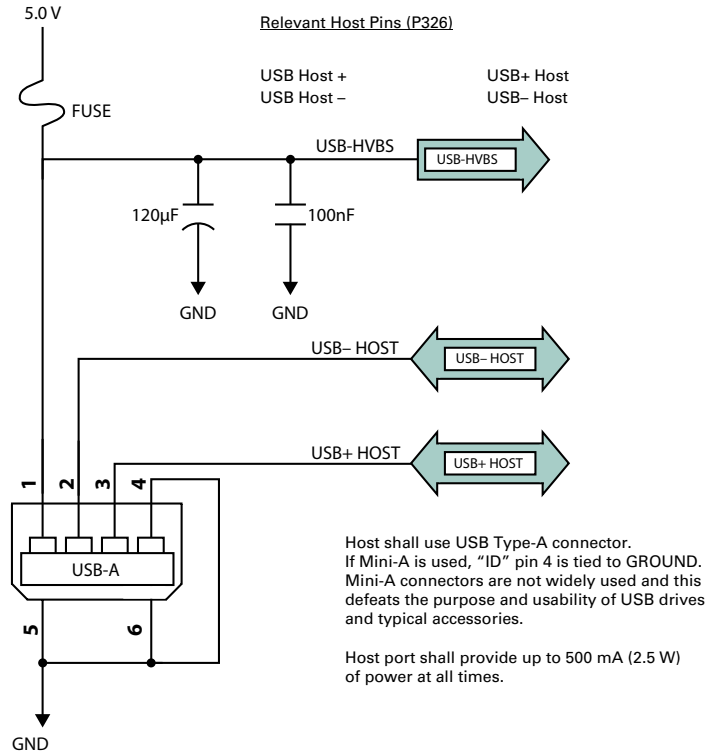 5.0 V
Relevant Host Pins (P326)
USB Host + USB+ Host
USB Host – USB– Host
FUSE
USB-HVBS
USB-HVBS
120µF
100nF
GND
GND
USB– HOST
USB– HOST
USB+ HOST
USB+ HOST
1
2
3
4
USB-A
5
6
GND
Host shall use USB Type-A connector.
If Mini-A is used, “ID” pin 4 is tied to GROUND.
Mini-A connectors are not widely used and this
defeats the purpose and usability of USB drives
and typical accessories.
Host port shall provide up to 500 mA (2.5 W)
of power at all times.